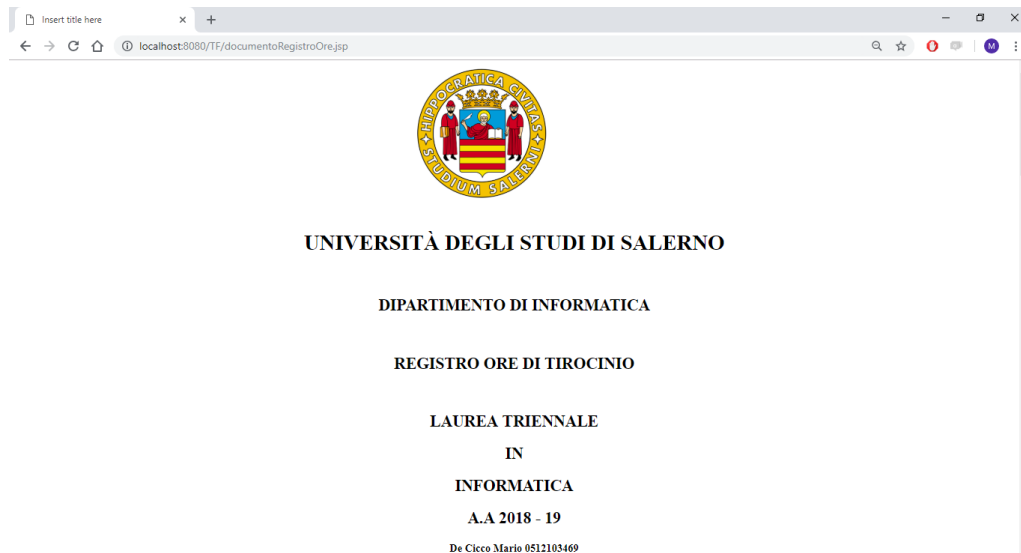 Insert title here
localhost:8080/TF/documentoRegistroOre.jsp
M
HIPPOCRATICA CIVITAS
STUDIUM SALERNI
UNIVERSITÀ DEGLI STUDI DI SALERNO
DIPARTIMENTO DI INFORMATICA
REGISTRO ORE DI TIROCINIO
LAUREA TRIENNALE
IN
INFORMATICA
A.A 2018 - 19
De Cicco Mario 0512103469